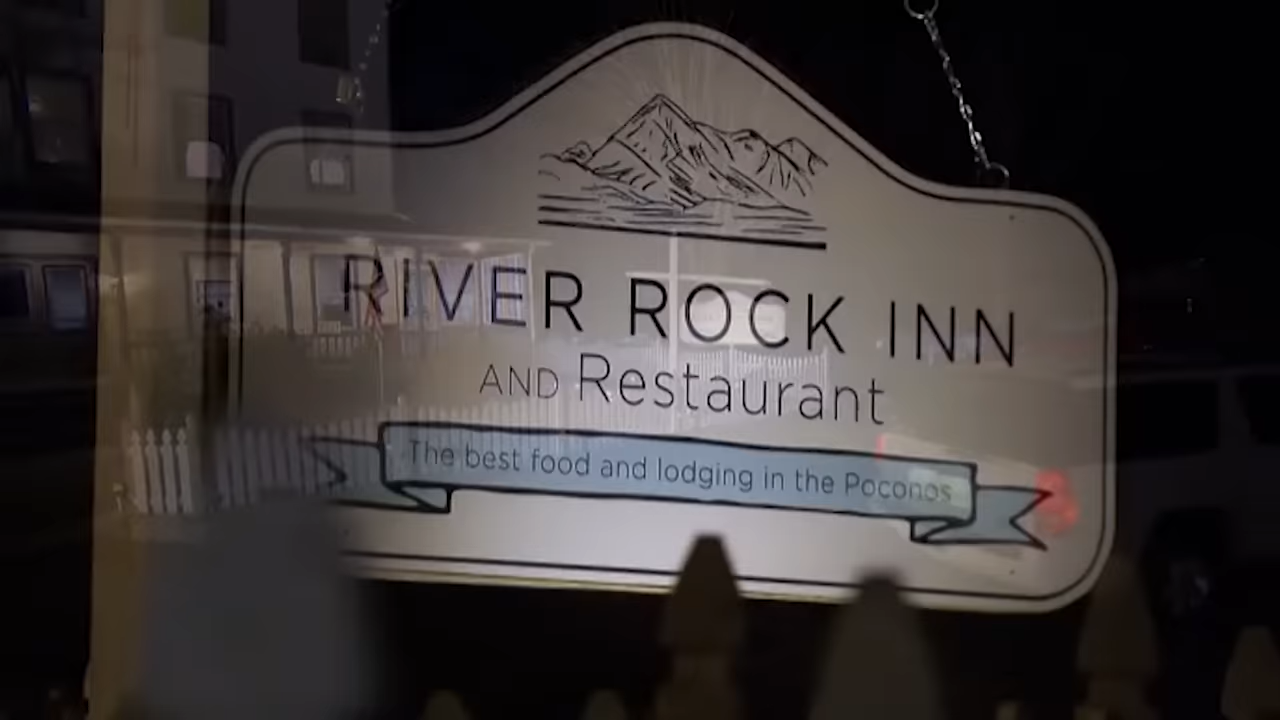 RIVER ROCK INN
AND Restaurant
The best food and lodging in the Poconos